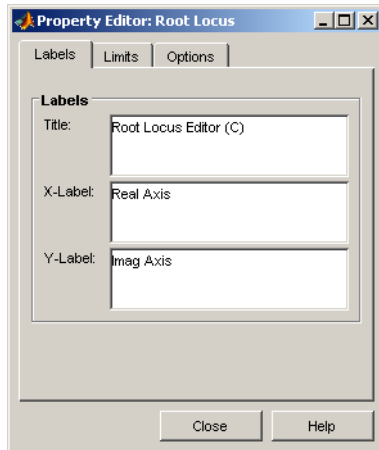 Property Editor: Root Locus
Labels Limits Options
Labels
Title: Root Locus Editor (C)
X-Label: Real Axis
Y-Label: Imag Axis
Close Help